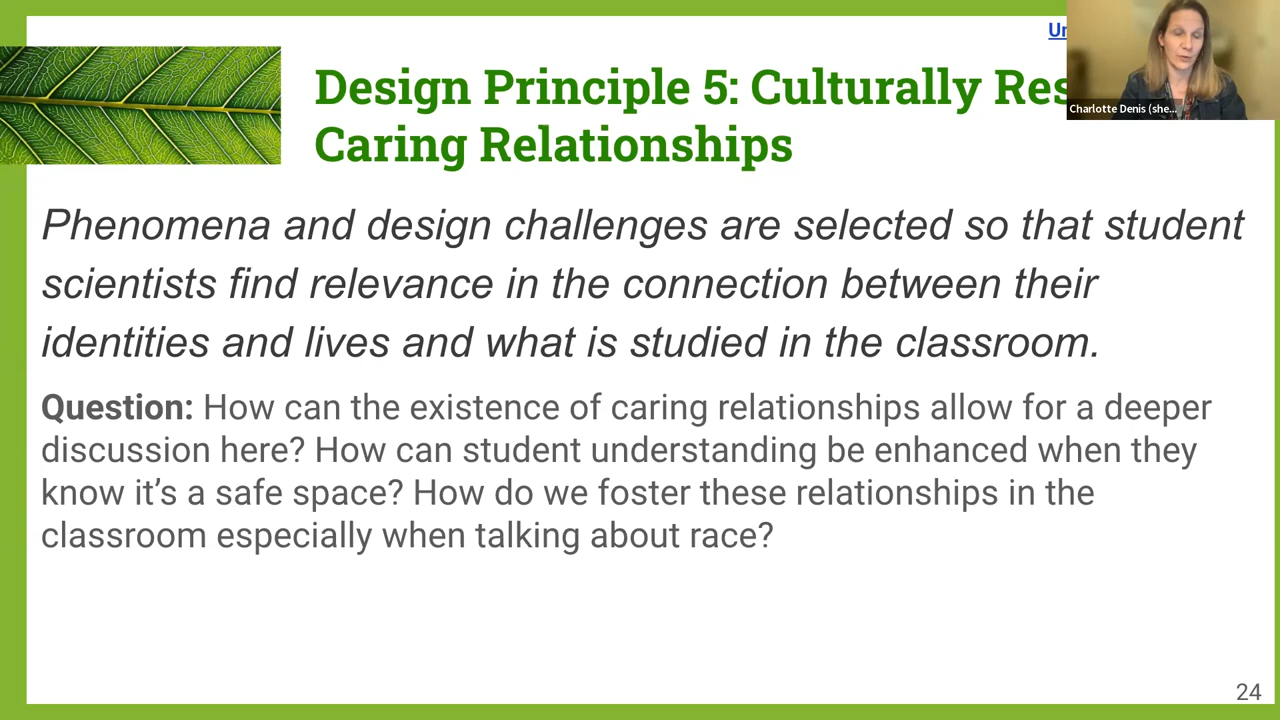 Design Principle 5: Culturally
Caring Relationships
Phenomena and design challenges are selected so that student
scientists find relevance in the connection between their
identities and lives and what is studied in the classroom.
Question: How can the existence of caring relationships allow for a deeper
discussion here? How can student understanding be enhanced when they
know it’s a safe space? How do we foster these relationships in the
classroom especially when talking about race?
Charlotte Denis (she...
24